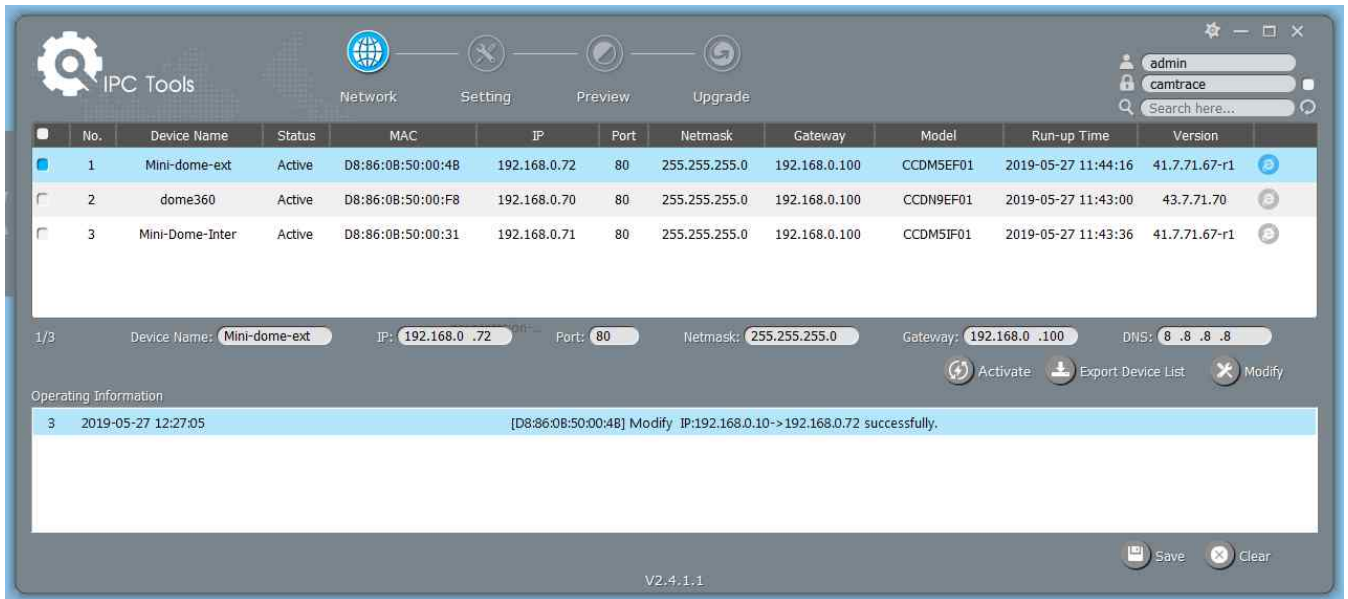 IPC Tools
Network Setting Preview Upgrade
admin
camtrace
Search here...
No. Device Name Status MAC IP Port Netmask Gateway Model Run-up Time Version
1 Mini-dome-ext Active D8:86:0B:50:00:4B 192.168.0.72 80 255.255.255.0 192.168.0.100 CCDM5EF01 2019-05-27 11:44:16 41.7.71.67-r1
2 dome360 Active D8:86:0B:50:00:F8 192.168.0.70 80 255.255.255.0 192.168.0.100 CCDN9EF01 2019-05-27 11:43:00 43.7.71.70
3 Mini-Dome-Inter Active D8:86:0B:50:00:31 192.168.0.71 80 255.255.255.0 192.168.0.100 CCDM5IF01 2019-05-27 11:43:36 41.7.71.67-r1
1/3 Device Name: Mini-dome-ext IP: 192.168.0 .72 Port: 80 Netmask: 255.255.255.0 Gateway: 192.168.0 .100 DNS: 8 .8 .8 .8
Activate Export Device List Modify
Operating Information
3 2019-05-27 12:27:05 [D8:86:0B:50:00:4B] Modify IP:192.168.0.10->192.168.0.72 successfully.
Save Clear
V2.4.1.1